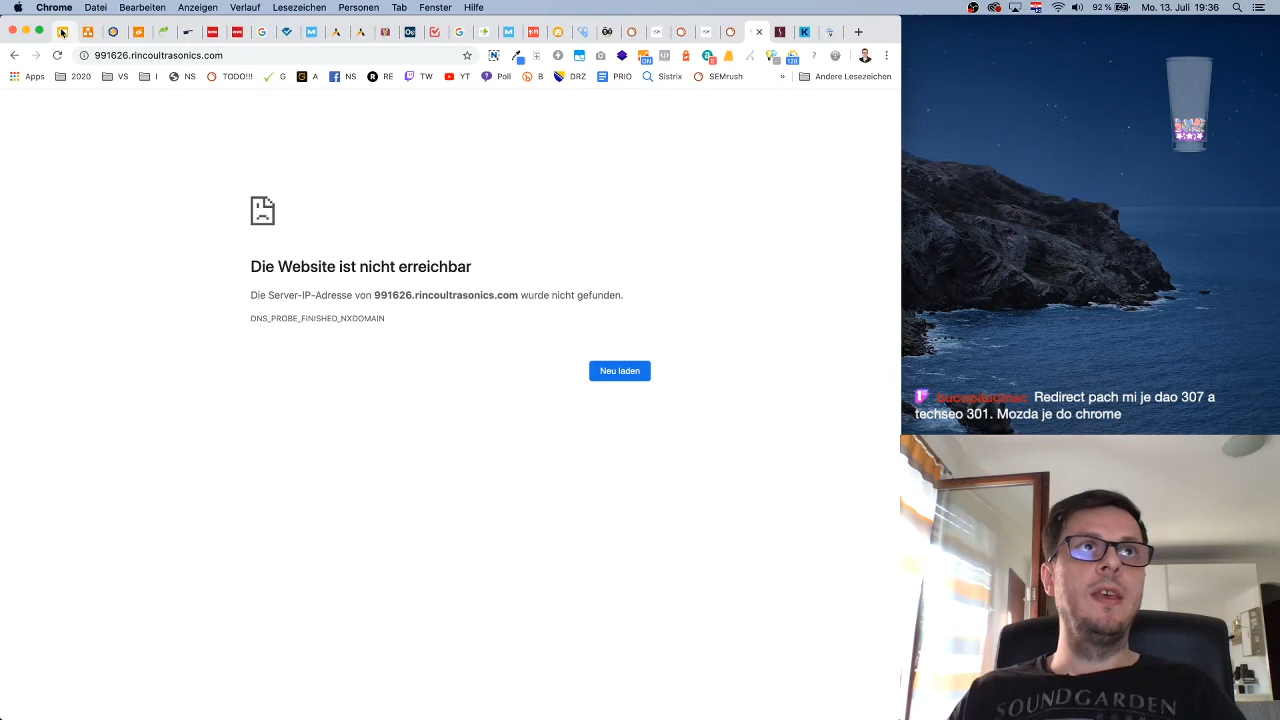 Chrome Datei Bearbeiten Anzeigen Verlauf Lesezeichen Personen Tab Fenster Hilfe 92 % Mo. 13. Juli 19:36
991626.rincoultrasonics.com
Apps 2020 VS I NS TODO!!! G A NS RE TW YT Poll B DRZ PRIO Sistrix SEMrush » Andere Lesezeichen
Die Website ist nicht erreichbar
Die Server-IP-Adresse von 991626.rincoultrasonics.com wurde nicht gefunden.
DNS_PROBE_FINISHED_NXDOMAIN
Neu laden
Redirect pach mi je dao 307 a
techseo 301. Mozda je do chrome
SOUNDGARDEN